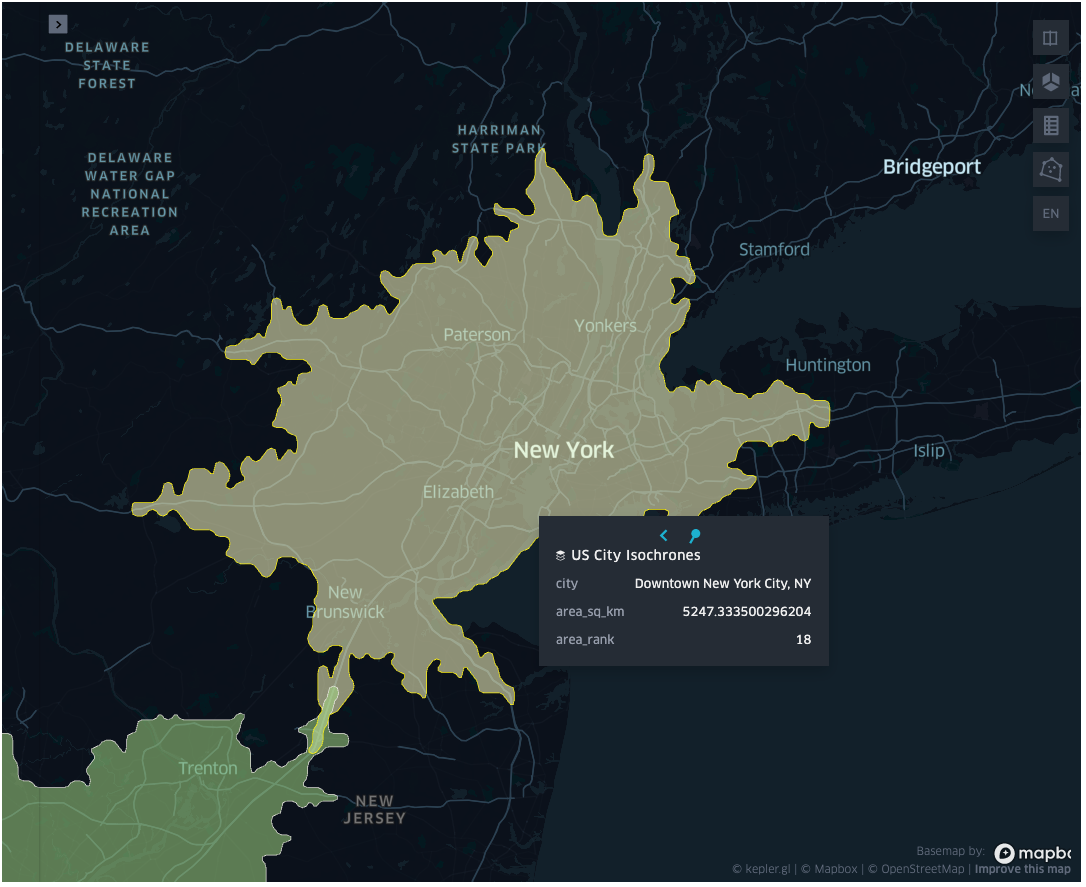 DELAWARE
STATE
FOREST
HARRIMAN
STATE PARK
DELAWARE
WATER GAP
NATIONAL
RECREATION
AREA
Bridgeport
EN
Stamford
Paterson
Yonkers
Huntington
New York
Islip
Elizabeth
US City Isochrones
city Downtown New York City, NY
area_sq_km 5247.333500296204
area_rank 18
New
Brunswick
Trenton
NEW
JERSEY
Basemap by:
© kepler.gl | © Mapbox | © OpenStreetMap | Improve this map